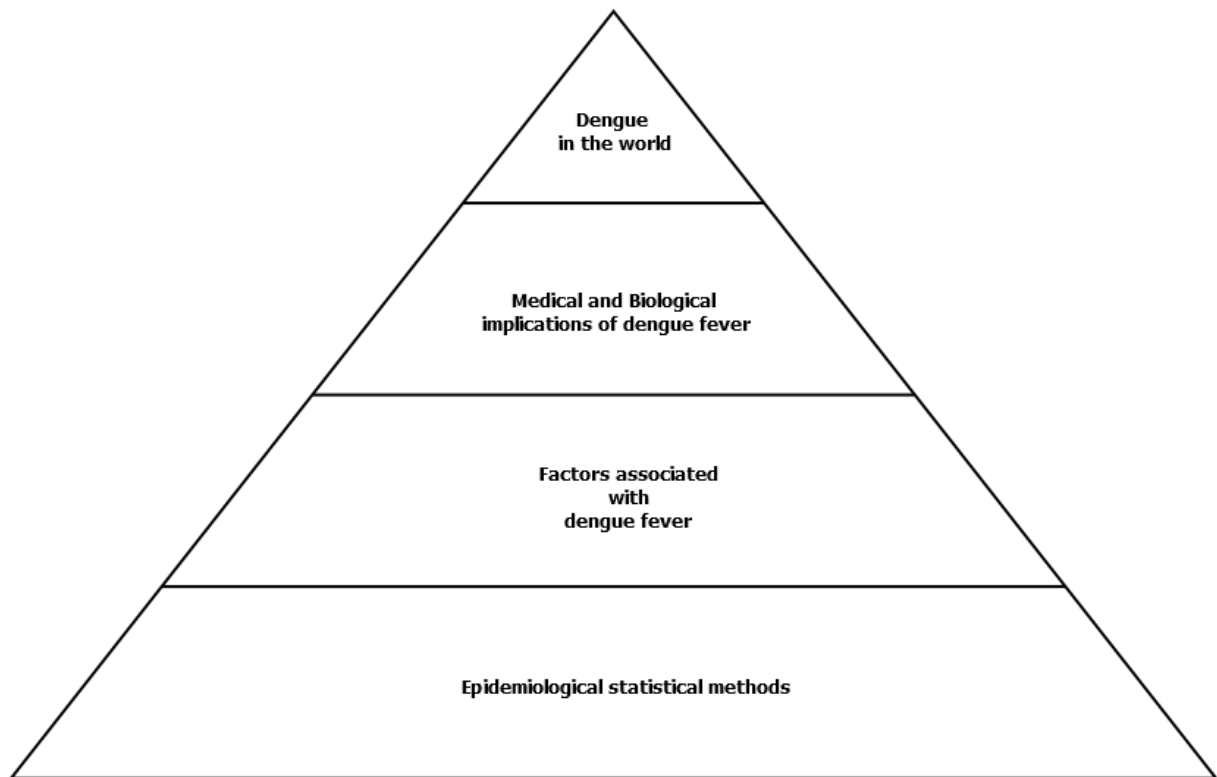 Dengue
in the world
Medical and Biological
implications of dengue fever
Factors associated
with
dengue fever
Epidemiological statistical methods